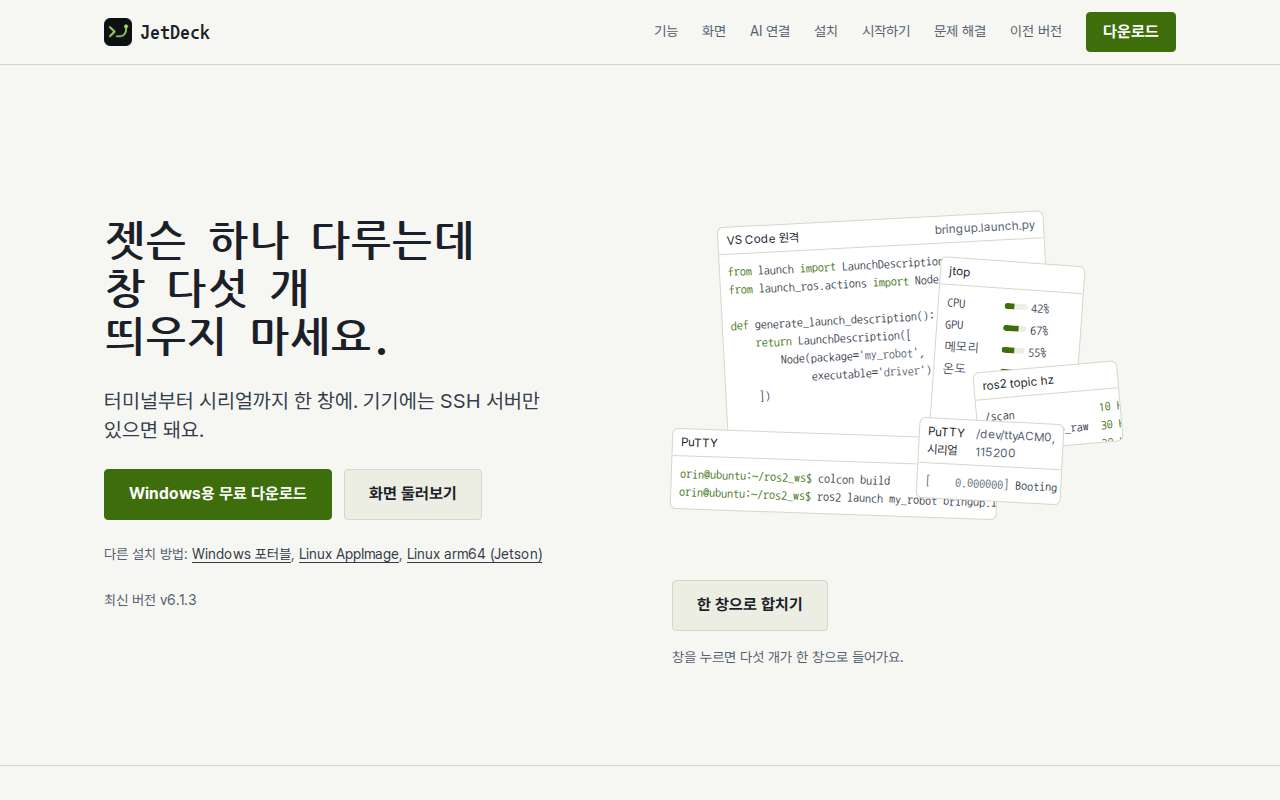 JetDeck
기능 화면 AI 연결 설치 시작하기 문제 해결 이전 버전 다운로드
젯슨 하나 다루는데
창 다섯 개
띄우지 마세요.
터미널부터 시리얼까지 한 창에. 기기에는 SSH 서버만
있으면 돼요.
Windows용 무료 다운로드 화면 둘러보기
다른 설치 방법: Windows 포터블, Linux AppImage, Linux arm64 (Jetson)
최신 버전 v6.1.3
VS Code 원격 bringup.launch.py
from launch import LaunchDescription
from launch_ros.actions import Node
def generate_launch_description():
return LaunchDescription([
Node(package='my_robot',
executable='driver')
])
jtop
CPU 42%
GPU 67%
메모리 55%
온도
ros2 topic hz
/scan 10
_raw 30
PuTTY
orin@ubuntu:~/ros2_ws$ colcon build
orin@ubuntu:~/ros2_ws$ ros2 launch my_robot bringup.l
PuTTY 시리얼 /dev/ttyACM0, 115200
[ 0.000000] Booting
한 창으로 합치기
창을 누르면 다섯 개가 한 창으로 들어가요.